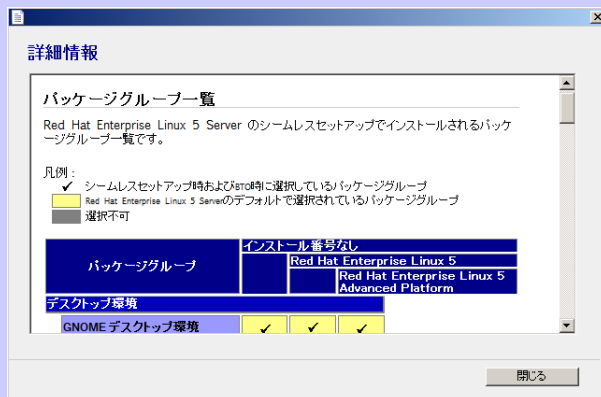 詳細情報
パッケージグループ一覧
Red Hat Enterprise Linux 5 Server のシームレスセットアップでインストールされるパッケ
ージグループ一覧です。
凡例 :
✓ シームレスセットアップ時およびBTO時に選択しているパッケージグループ
Red Hat Enterprise Linux 5 Serverのデフォルトで選択されているパッケージグループ
選択不可
パッケージグループ
インストール番号なし
Red Hat Enterprise Linux 5
Red Hat Enterprise Linux 5
Advanced Platform
デスクトップ環境
GNOME デスクトップ環境 ✓ ✓ ✓
閉じる